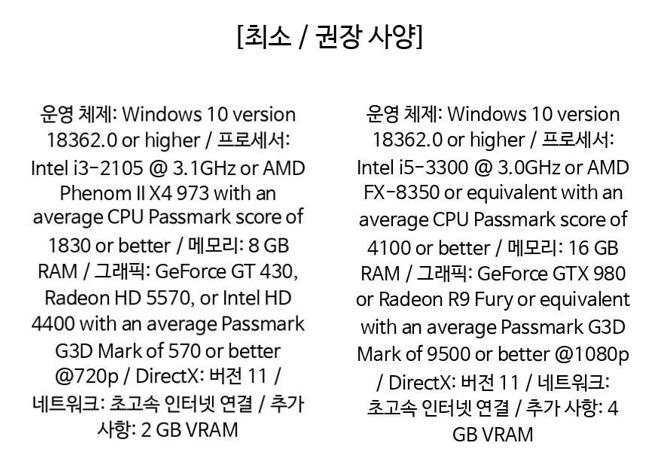 [최소 / 권장 사양]
운영 체제: Windows 10 version
18362.0 or higher / 프로세서:
Intel i3-2105 @ 3.1GHz or AMD
Phenom II X4 973 with an
average CPU Passmark score of
1830 or better / 메모리: 8 GB
RAM / 그래픽: GeForce GT 430,
Radeon HD 5570, or Intel HD
4400 with an average Passmark
G3D Mark of 570 or better
@720p / DirectX: 버전 11 /
네트워크: 초고속 인터넷 연결 / 추가
사항: 2 GB VRAM
운영 체제: Windows 10 version
18362.0 or higher / 프로세서:
Intel i5-3300 @ 3.0GHz or AMD
FX-8350 or equivalent with an
average CPU Passmark score of
4100 or better / 메모리: 16 GB
RAM / 그래픽: GeForce GTX 980
or Radeon R9 Fury or equivalent
with an average Passmark G3D
Mark of 9500 or better @1080p
/ DirectX: 버전 11 / 네트워크:
초고속 인터넷 연결 / 추가 사항: 4
GB VRAM